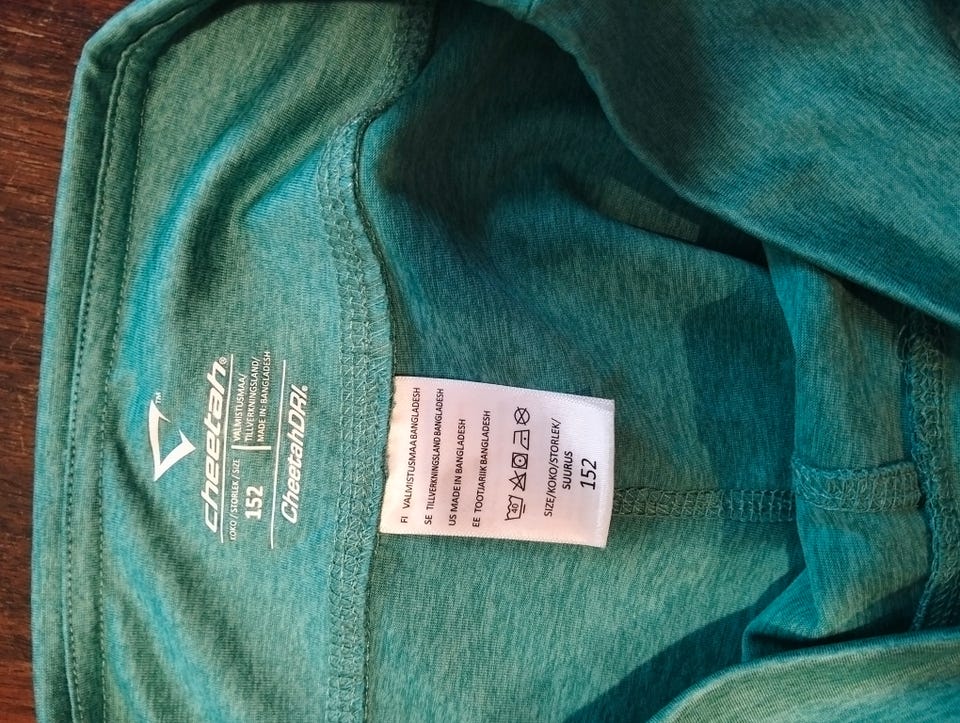 ™
cheetah®
KOKO / STORLEK / SIZE
152
VALMISTUSMAA/
TILLVERKNINGSLAND/
MADE IN: BANGLADESH
CheetahDRI.®
FI VALMISTUSMAA BANGLADESH
SE TILLVERKNINGSLAND BANGLADESH
US MADE IN BANGLADESH
EE TOOTJARIIK BANGLADESH
40
SIZE/KOKO/STORLEK/
SUURUS
152